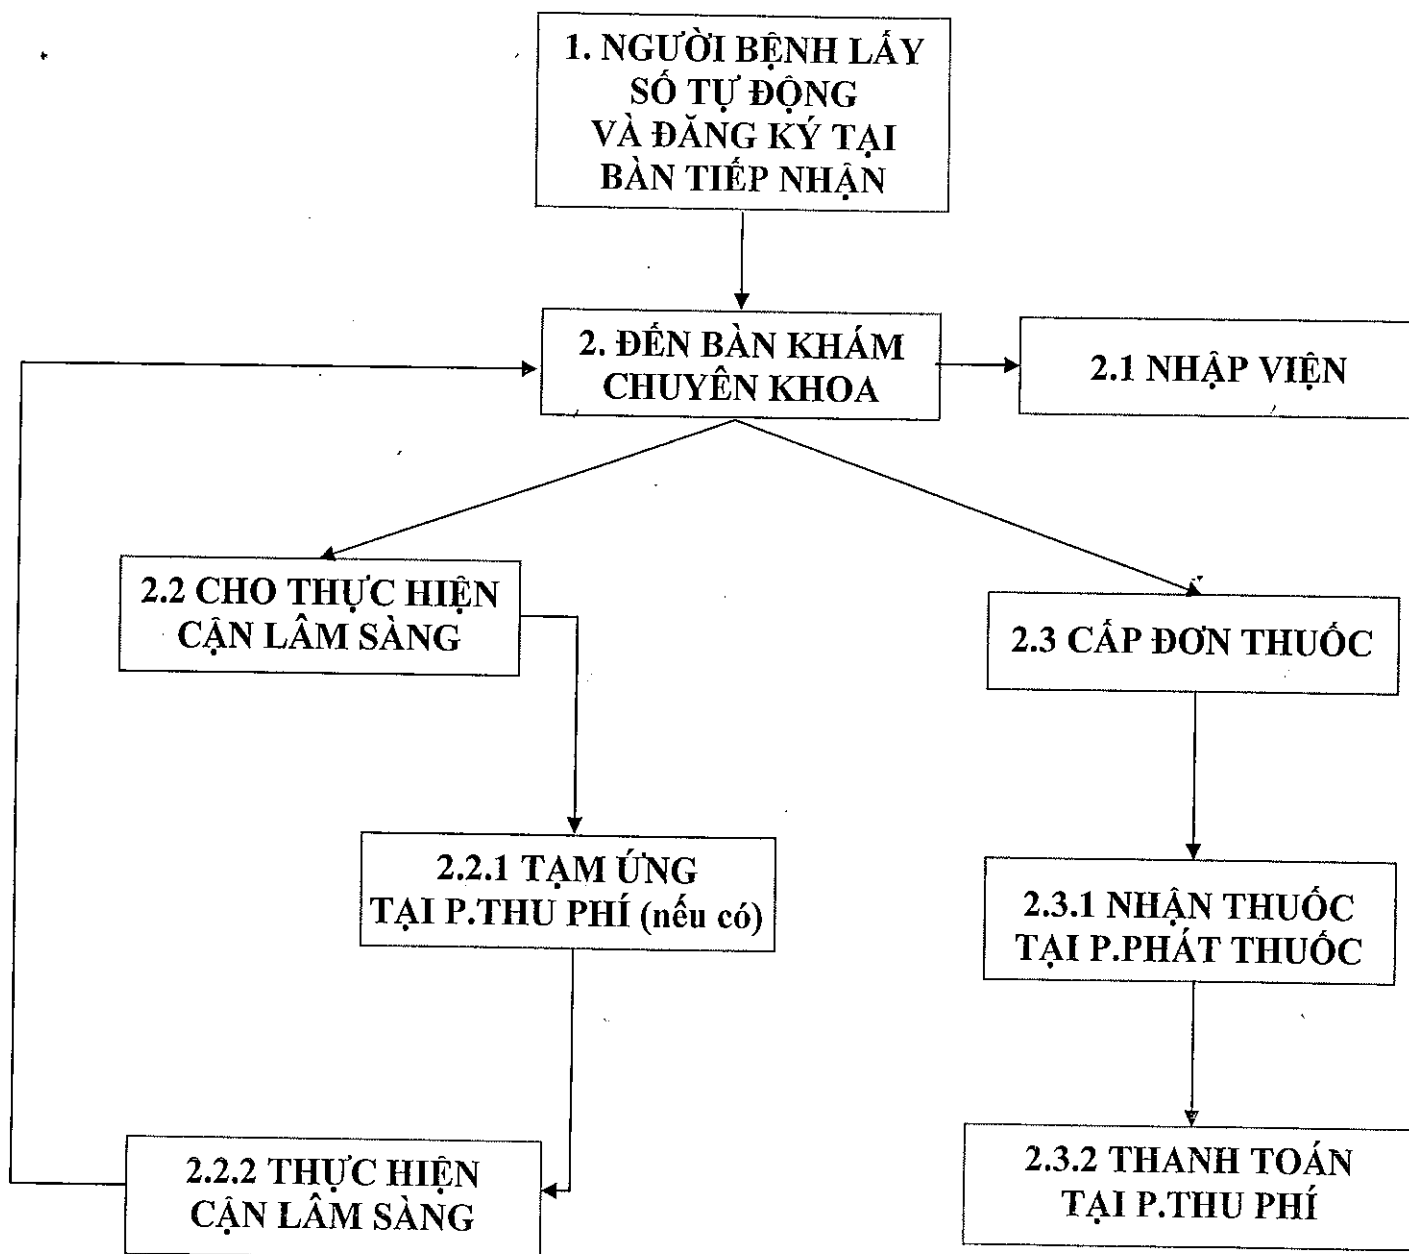 1. NGƯỜI BỆNH LẤY
SỐ TỰ ĐỘNG
VÀ ĐĂNG KÝ TẠI
BÀN TIẾP NHẬN
2. ĐẾN BÀN KHÁM
CHUYÊN KHOA
2.1 NHẬP VIỆN
2.2 CHO THỰC HIỆN
CẬN LÂM SÀNG
2.3 CẤP ĐƠN THUỐC
2.2.1 TẠM ỨNG
TẠI P.THU PHÍ (nếu có)
2.3.1 NHẬN THUỐC
TẠI P.PHÁT THUỐC
2.2.2 THỰC HIỆN
CẬN LÂM SÀNG
2.3.2 THANH TOÁN
TẠI P.THU PHÍ